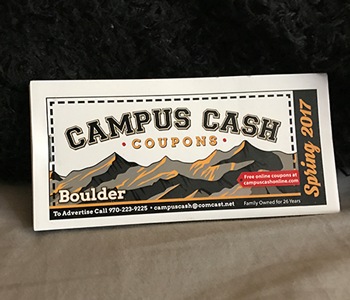 CAMPUS CASH
• COUPONS •
Spring 2017
Free online coupons at
campuscashonline.com
Boulder
To Advertise Call 970-223-9225 • campuscash@comcast.net
Family Owned for 26 Years